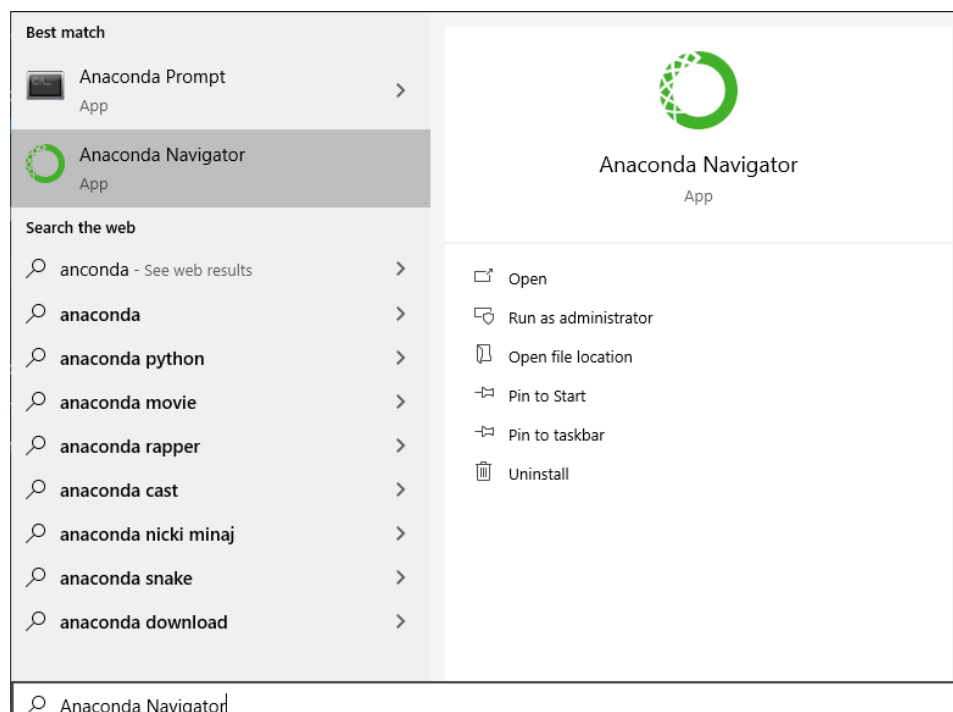 Best match
Anaconda Prompt
App
Anaconda Navigator
App
Search the web
anconda - See web results
anaconda
anaconda python
anaconda movie
anaconda rapper
anaconda cast
anaconda nicki minaj
anaconda snake
anaconda download
Anaconda Navigator
Anaconda Navigator
App
Open
Run as administrator
Open file location
Pin to Start
Pin to taskbar
Uninstall